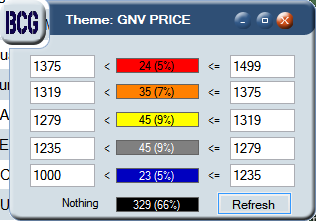 BCG
Theme: GNV PRICE
1375 < 24 (5%) <= 1499
1319 < 35 (7%) <= 1375
1279 < 45 (9%) <= 1319
1235 < 45 (9%) <= 1279
1000 < 23 (5%) <= 1235
Nothing 329 (66%) Refresh